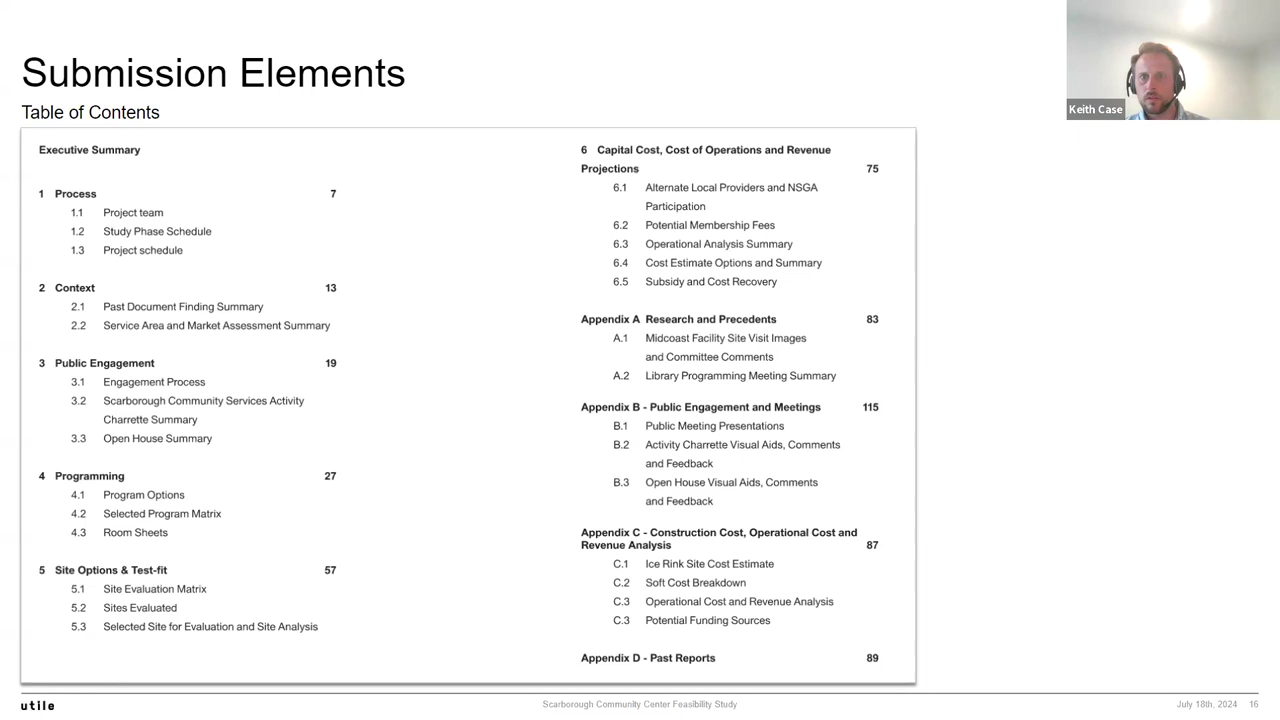 Submission Elements
Table of Contents
Keith Case
Executive Summary
1 Process 7
1.1 Project team
1.2 Study Phase Schedule
1.3 Project schedule
2 Context 13
2.1 Past Document Finding Summary
2.2 Service Area and Market Assessment Summary
3 Public Engagement 19
3.1 Engagement Process
3.2 Scarborough Community Services Activity
Charrette Summary
3.3 Open House Summary
4 Programming 27
4.1 Program Options
4.2 Selected Program Matrix
4.3 Room Sheets
5 Site Options & Test-fit 57
5.1 Site Evaluation Matrix
5.2 Sites Evaluated
5.3 Selected Site for Evaluation and Site Analysis
6 Capital Cost, Cost of Operations and Revenue
Projections 75
6.1 Alternate Local Providers and NSGA
Participation
6.2 Potential Membership Fees
6.3 Operational Analysis Summary
6.4 Cost Estimate Options and Summary
6.5 Subsidy and Cost Recovery
Appendix A Research and Precedents 83
A.1 Midcoast Facility Site Visit Images
and Committee Comments
A.2 Library Programming Meeting Summary
Appendix B - Public Engagement and Meetings 115
B.1 Public Meeting Presentations
B.2 Activity Charrette Visual Aids, Comments
and Feedback
B.3 Open House Visual Aids, Comments
and Feedback
Appendix C - Construction Cost, Operational Cost and
Revenue Analysis 87
C.1 Ice Rink Site Cost Estimate
C.2 Soft Cost Breakdown
C.3 Operational Cost and Revenue Analysis
C.3 Potential Funding Sources
Appendix D - Past Reports 89
utile
Scarborough Community Center Feasibility Study
July 18th, 2024 16